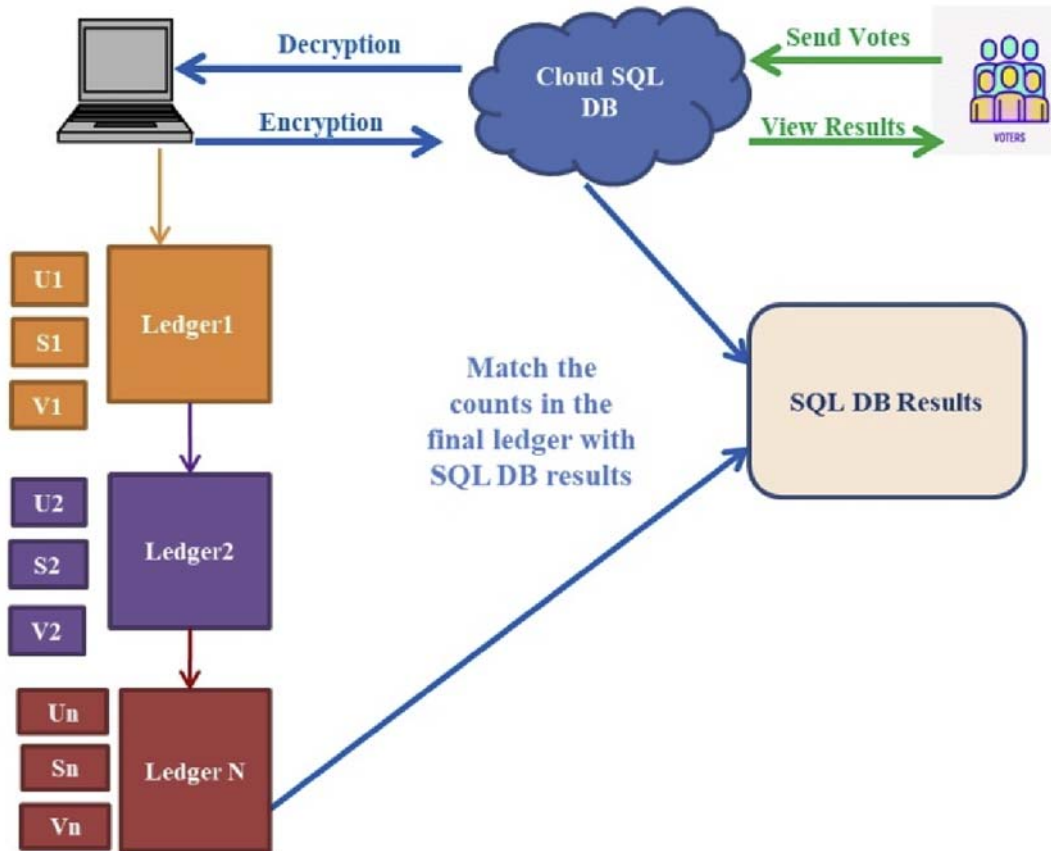 Decryption
Encryption
Cloud SQL
DB
Send Votes
View Results
VOTERS
U1
S1
V1
Ledger1
Match the
counts in the
final ledger with
SQL DB results
SQL DB Results
U2
S2
V2
Ledger2
Un
Sn
Vn
Ledger N